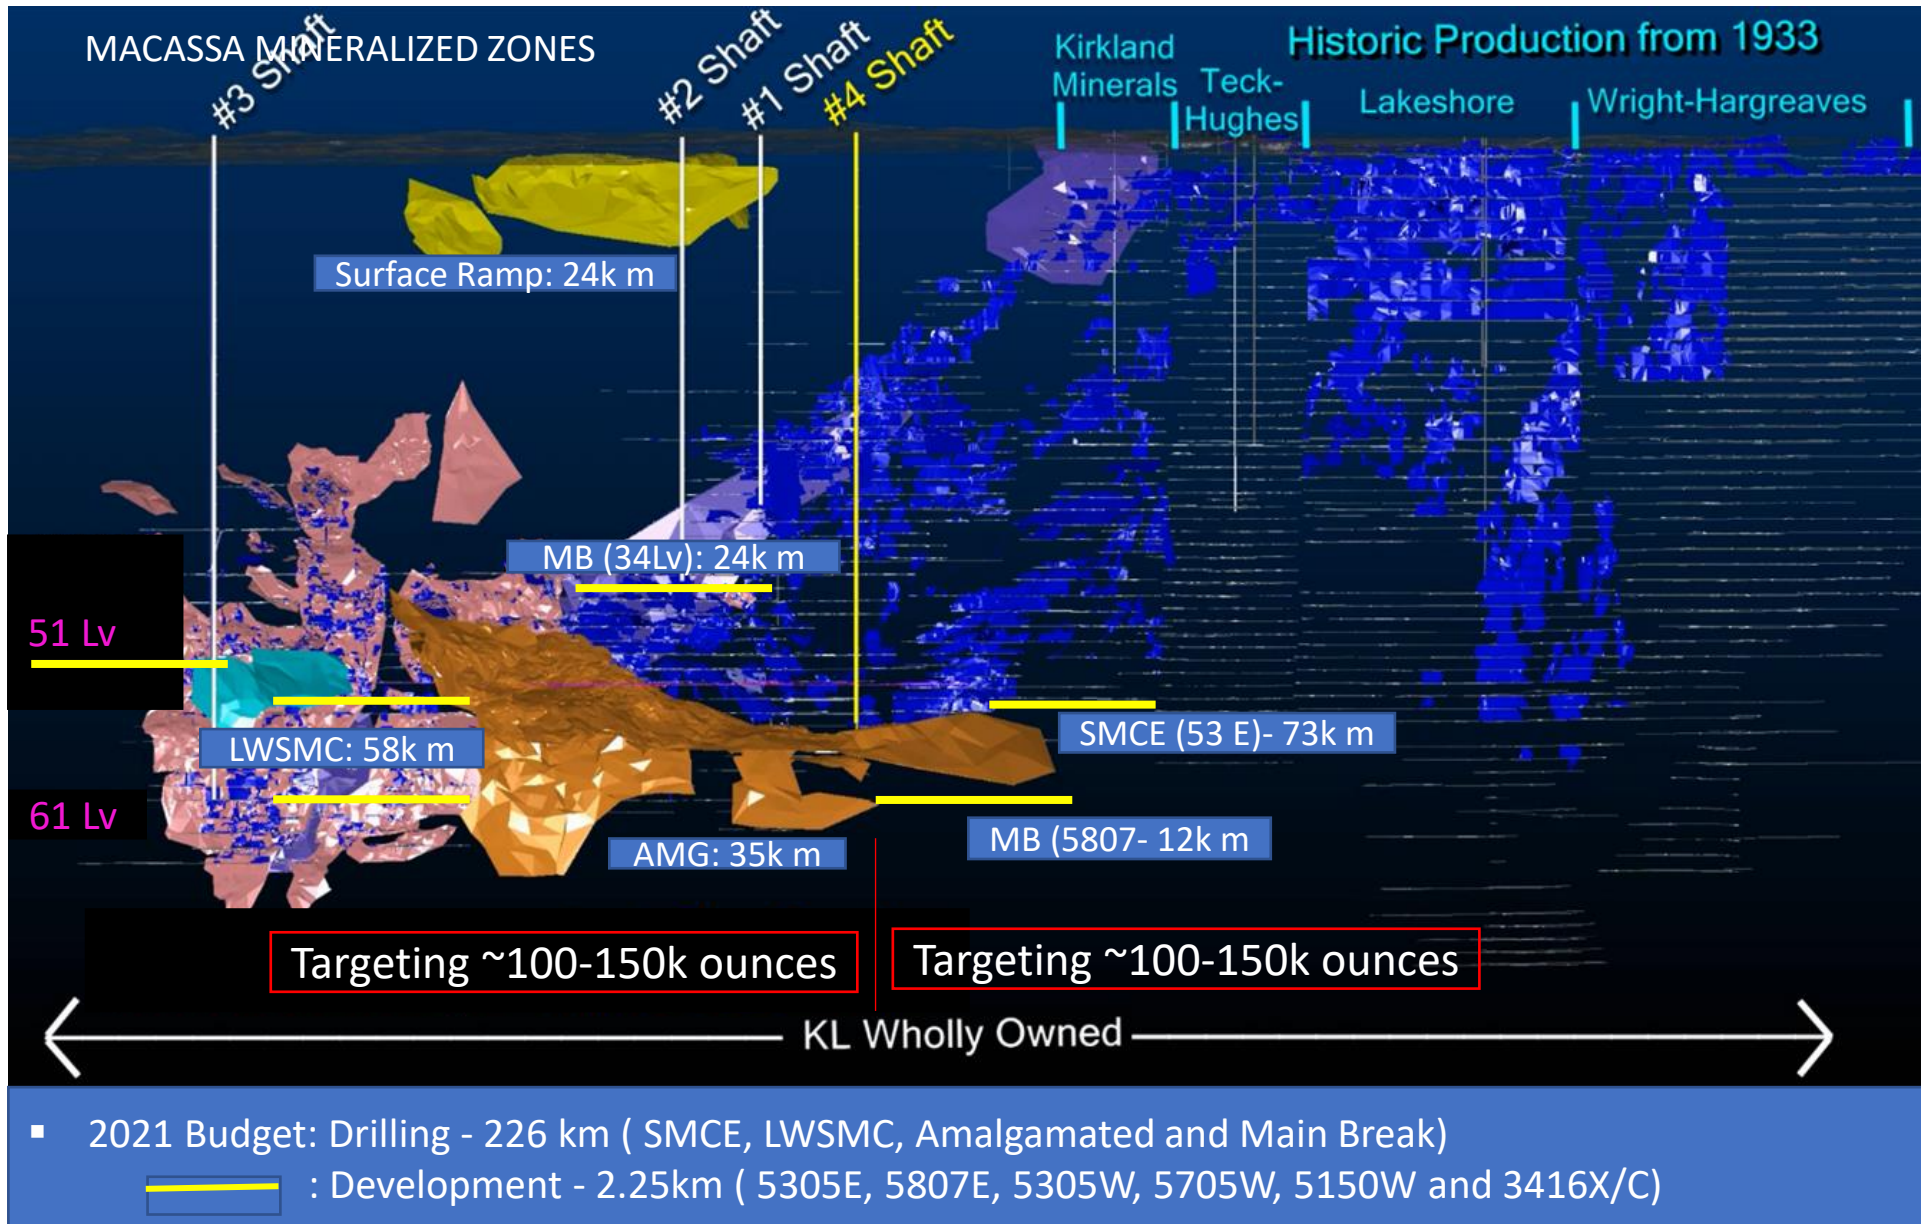 MACASSA MINERALIZED ZONES
#3 Shaft
#2 Shaft
#1 Shaft
#4 Shaft
Historic Production from 1933
Kirkland
Minerals
Teck-
Hughes
Lakeshore
Wright-Hargreaves
Surface Ramp: 24k m
MB (34Lv): 24k m
51 Lv
LWSMC: 58k m
SMCE (53 E)- 73k m
61 Lv
AMG: 35k m
MB (5807- 12k m
Targeting ~100-150k ounces
Targeting ~100-150k ounces
KL Wholly Owned
▪ 2021 Budget: Drilling - 226 km ( SMCE, LWSMC, Amalgamated and Main Break)
: Development - 2.25km ( 5305E, 5807E, 5305W, 5705W, 5150W and 3416X/C)